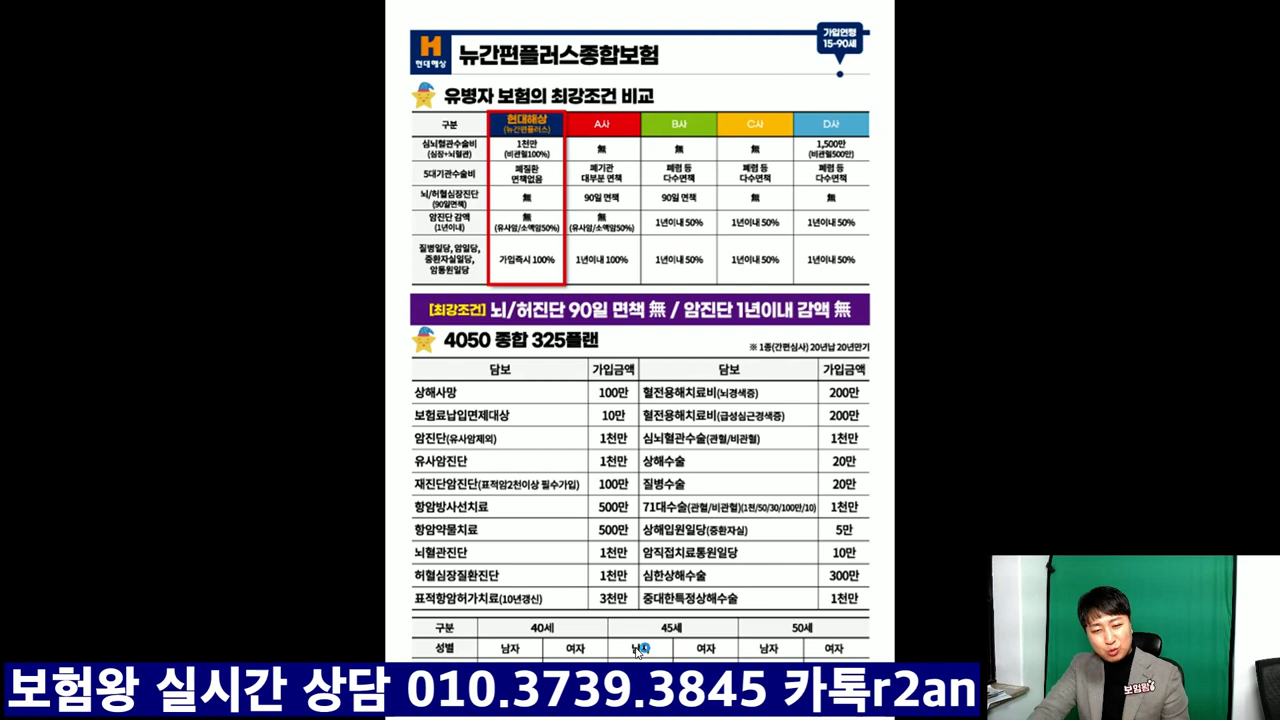 가입연령
15-90세
현대해상
뉴간편플러스종합보험
유병자 보험의 최강조건 비교
구분 현대해상 (뉴간편플러스) A사 B사 C사 D사
심뇌혈관수술비 (심장+뇌혈관) 1천만 (비관혈100%) 無 無 無 1,500만 (비관혈500만)
5대기관수술비 폐질환 면책없음 폐기관 대부분 면책 폐렴 등 다수면책 폐렴 등 다수면책 폐렴 등 다수면책
뇌/허혈심장진단 (90일면책) 無 90일 면책 90일 면책 無 無
암진단 감액 (1년이내) 無 (유사암/소액암50%) 無 (유사암/소액암50%) 1년이내 50% 1년이내 50% 1년이내 50%
질병일당, 암일당, 중환자실일당, 암통원일당 가입즉시 100% 1년이내 100% 1년이내 50% 1년이내 50% 1년이내 50%
[최강조건] 뇌/허진단 90일 면책 無 / 암진단 1년이내 감액 無
4050 종합 325플랜
※ 1종(간편심사) 20년납 20년만기
담보 가입금액 담보 가입금액
상해사망 100만 혈전용해치료비(뇌경색증) 200만
보험료납입면제대상 10만 혈전용해치료비(급성심근경색증) 200만
암진단(유사암제외) 1천만 심뇌혈관수술(관혈/비관혈) 1천만
유사암진단 1천만 상해수술 20만
재진단암진단(표적암2천이상 필수가입) 100만 질병수술 20만
항암방사선치료 500만 71대수술(관혈/비관혈)(1천/50/30/100만/10) 1천만
항암약물치료 500만 상해입원일당(중환자실) 5만
뇌혈관진단 1천만 암직접치료통원일당 10만
허혈심장질환진단 1천만 심한상해수술 300만
표적항암허가치료(10년갱신) 3천만 중대한특정상해수술 1천만
구분 40세 45세 50세
성별 남자 여자 남자 여자 남자 여자
보험왕
보험왕 실시간 상담 010.3739.3845 카톡r2an